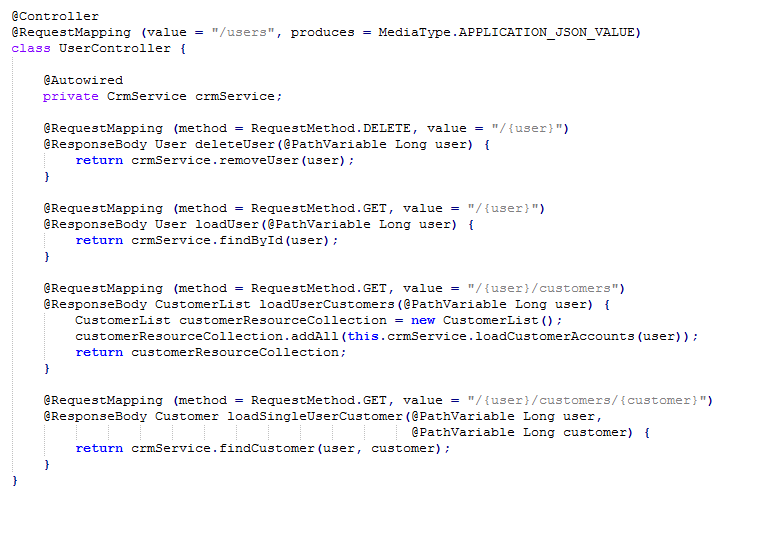 @Controller
@RequestMapping (value = "/users", produces = MediaType.APPLICATION_JSON_VALUE)
class UserController {
@Autowired
private CrmService crmService;
@RequestMapping (method = RequestMethod.DELETE, value = "/{user}")
@ResponseBody User deleteUser(@PathVariable Long user) {
return crmService.removeUser(user);
}
@RequestMapping (method = RequestMethod.GET, value = "/{user}")
@ResponseBody User loadUser(@PathVariable Long user) {
return crmService.findById(user);
}
@RequestMapping (method = RequestMethod.GET, value = "/{user}/customers")
@ResponseBody CustomerList loadUserCustomers(@PathVariable Long user) {
CustomerList customerResourceCollection = new CustomerList();
customerResourceCollection.addAll(this.crmService.loadCustomerAccounts(user));
return customerResourceCollection;
}
@RequestMapping (method = RequestMethod.GET, value = "/{user}/customers/{customer}")
@ResponseBody Customer loadSingleUserCustomer(@PathVariable Long user,
@PathVariable Long customer) {
return crmService.findCustomer(user, customer);
}
}